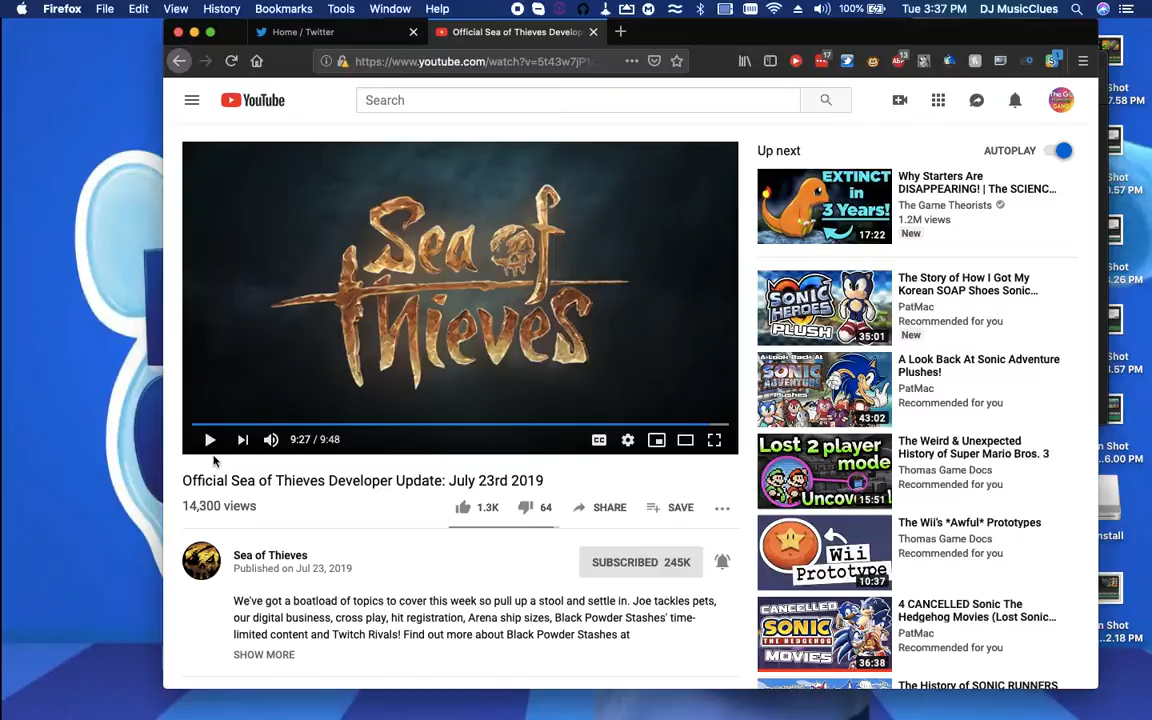 Firefox File Edit View History Bookmarks Tools Window Help 100% Tue 3:37 PM DJ MusicClues
Home / Twitter
Official Sea of Thieves Develop
https://www.youtube.com/watch?v=5t43w7jP1
17
13
1
YouTube
Search
Sea of
Thieves
9:27 / 9:48
CC
Official Sea of Thieves Developer Update: July 23rd 2019
14,300 views
1.3K 64 SHARE SAVE
Sea of Thieves
Published on Jul 23, 2019
SUBSCRIBED 245K
We've got a boatload of topics to cover this week so pull up a stool and settle in. Joe tackles pets,
our digital business, cross play, hit registration, Arena ship sizes, Black Powder Stashes' time-
limited content and Twitch Rivals! Find out more about Black Powder Stashes at
SHOW MORE
Up next
AUTOPLAY
EXTINCT
in
3 Years!
17:22
Why Starters Are
DISAPPEARING! | The SCIENC...
The Game Theorists
1.2M views
New
SONIC
HEROES
PLUSH
35:01
The Story of How I Got My
Korean SOAP Shoes Sonic...
PatMac
Recommended for you
New
A Look Back At
SONIC
ADVENTURE
Plushes
43:02
A Look Back At Sonic Adventure
Plushes!
PatMac
Recommended for you
Lost 2 player
mode
Uncov
15:51
The Weird & Unexpected
History of Super Mario Bros. 3
Thomas Game Docs
Recommended for you
Wii
Prototype
10:37
The Wii's *Awful* Prototypes
Thomas Game Docs
Recommended for you
CANCELLED
SONIC
THE HEDGEHOG
MOVIES
36:38
4 CANCELLED Sonic The
Hedgehog Movies (Lost Sonic...
PatMac
Recommended for you
The History of SONIC RUNNERS
Shot
7.58 PM
Shot
0.57 PM
Shot
3.26 PM
Shot
3.57 PM
n Shot
...6.00 PM
nstall
n Shot
...2.18 PM